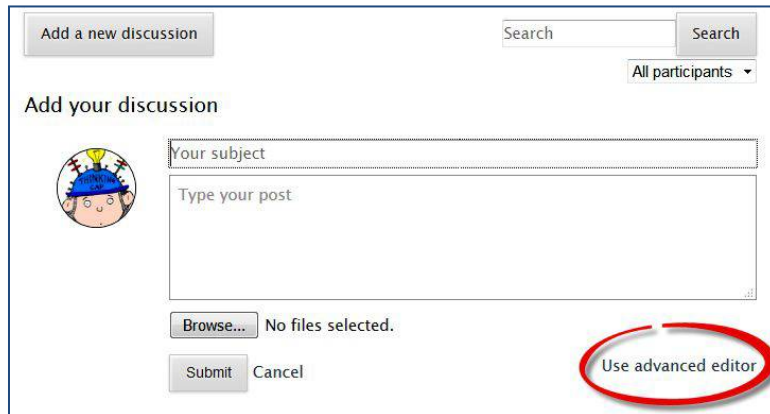 Add a new discussion
Search Search
All participants
Add your discussion
THINKING
CAP
Your subject
Type your post
Browse... No files selected.
Submit Cancel
Use advanced editor